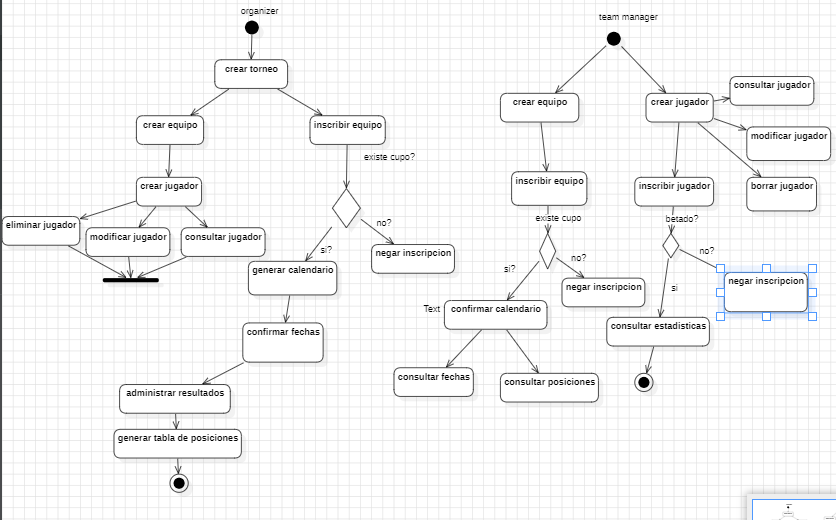 organizer
crear torneo
crear equipo
inscribir equipo
existe cupo?
crear jugador
eliminar jugador
modificar jugador
consultar jugador
no?
si?
negar inscripcion
generar calendario
confirmar fechas
administrar resultados
generar tabla de posiciones
team manager
crear equipo
crear jugador
consultar jugador
modificar jugador
borrar jugador
inscribir equipo
inscribir jugador
existe cupo
betado?
no?
si?
no?
si
negar inscripcion
negar inscripcion
Text
confirmar calendario
consultar estadisticas
consultar fechas
consultar posiciones